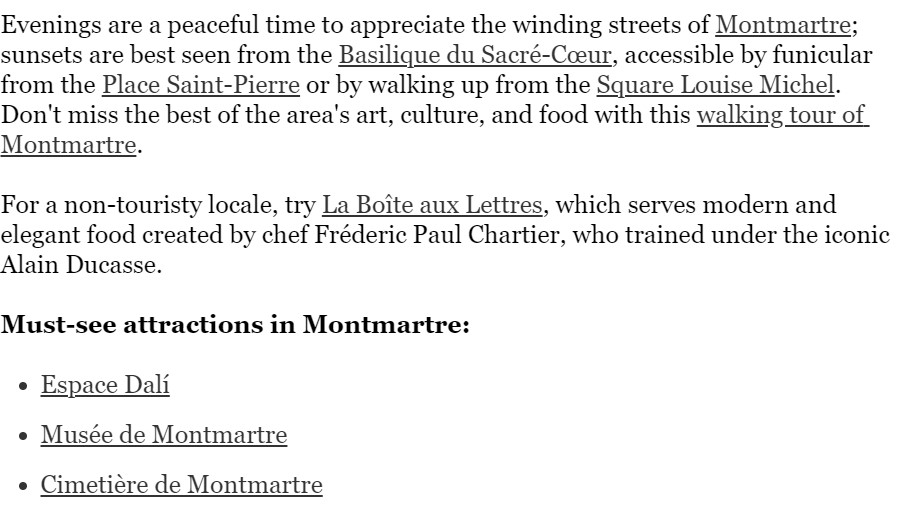 Evenings are a peaceful time to appreciate the winding streets of Montmartre;
sunsets are best seen from the Basilique du Sacré-Cœur, accessible by funicular
from the Place Saint-Pierre or by walking up from the Square Louise Michel.
Don't miss the best of the area's art, culture, and food with this walking tour of
Montmartre.
For a non-touristy locale, try La Boîte aux Lettres, which serves modern and
elegant food created by chef Fréderic Paul Chartier, who trained under the iconic
Alain Ducasse.
Must-see attractions in Montmartre:
• Espace Dalí
• Musée de Montmartre
• Cimetière de Montmartre